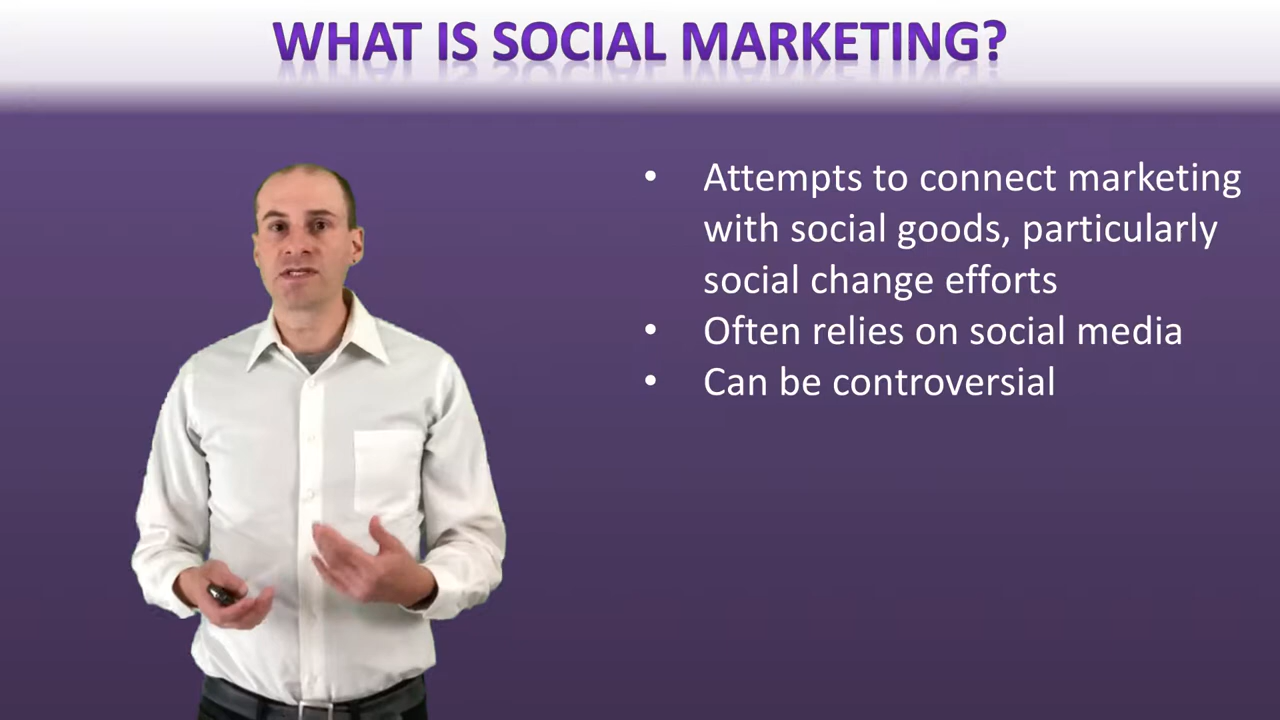 WHAT IS SOCIAL MARKETING?
• Attempts to connect marketing
with social goods, particularly
social change efforts
• Often relies on social media
• Can be controversial